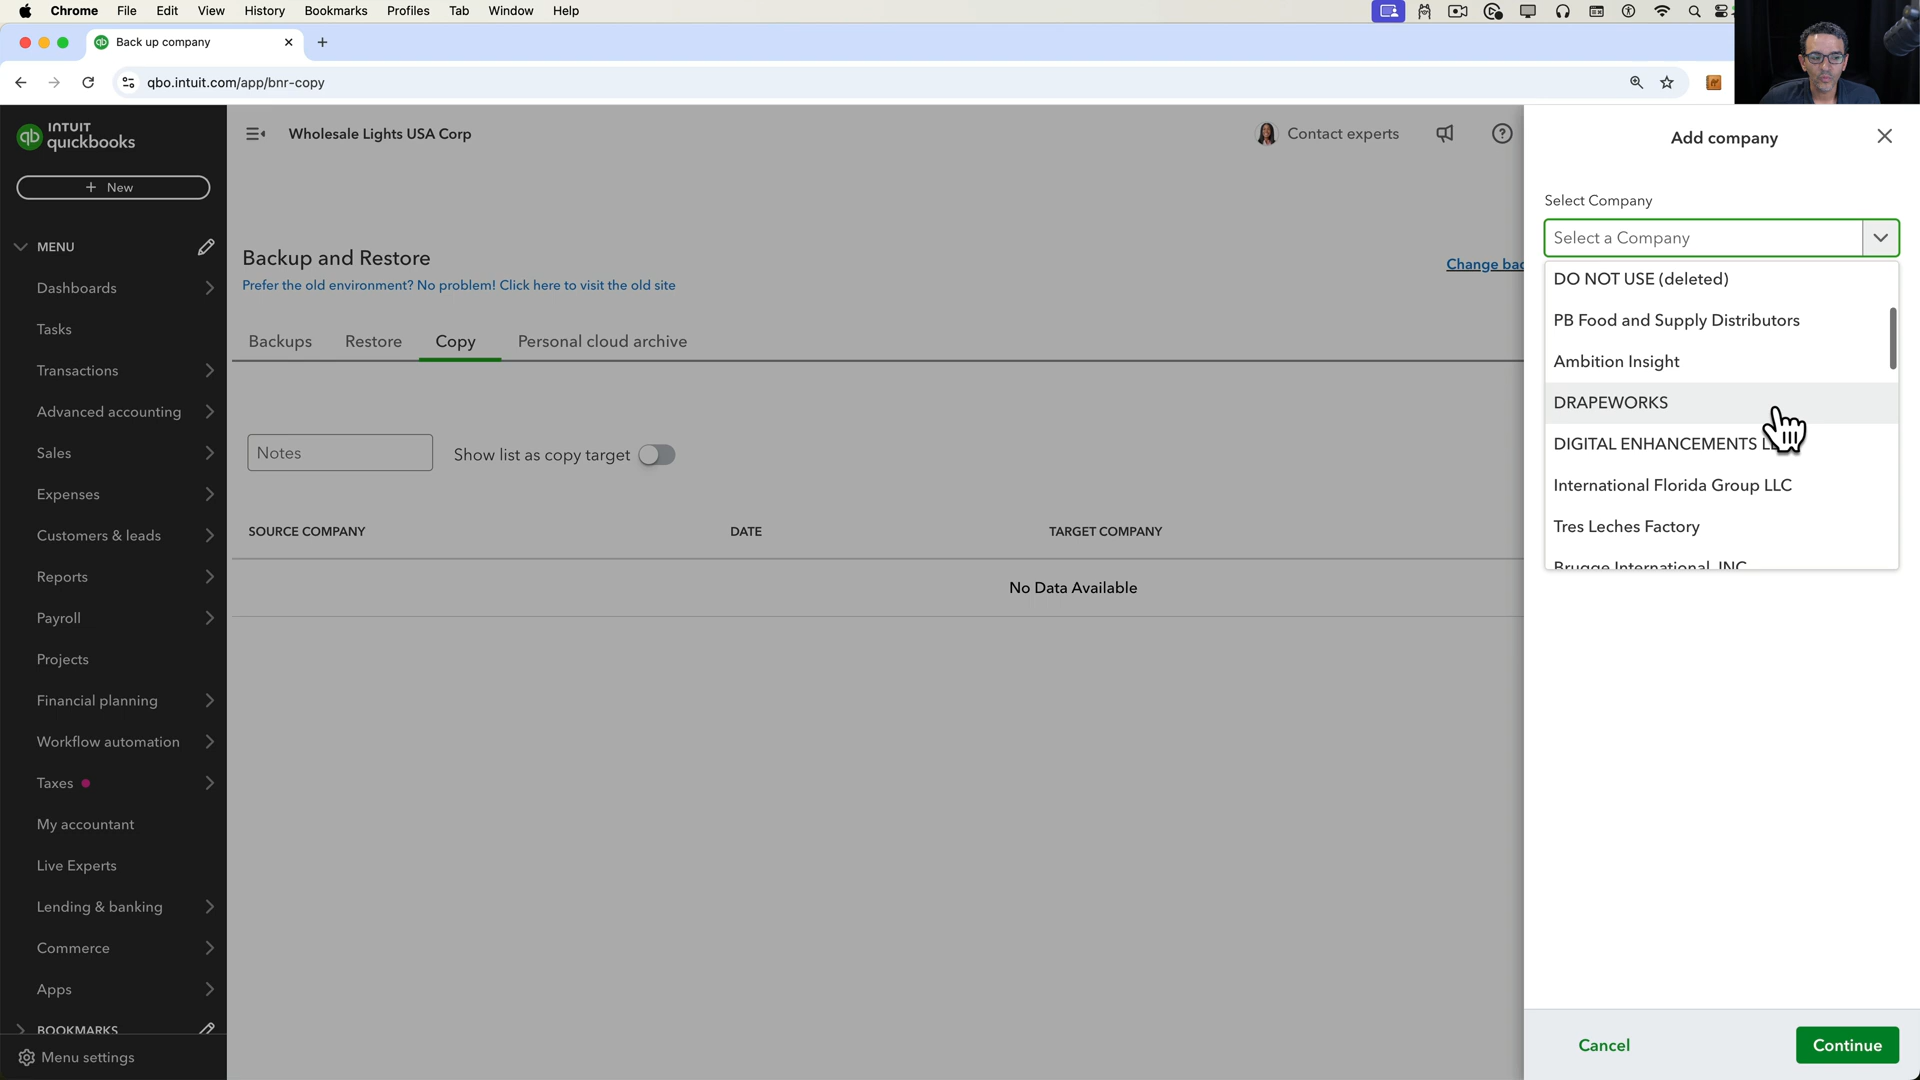 Chrome File Edit View History Bookmarks Profiles Tab Window Help
Back up company
qbo.intuit.com/app/bnr-copy
INTUIT
quickbooks
Wholesale Lights USA Corp
Contact experts
Add company
New
Select Company
Select a Company
MENU
Backup and Restore
Change bac
Prefer the old environment? No problem! Click here to visit the old site
DO NOT USE (deleted)
PB Food and Supply Distributors
Ambition Insight
DRAPEWORKS
DIGITAL ENHANCEMENTS
International Florida Group LLC
Tres Leches Factory
Brugge International, INC
Dashboards
Tasks
Transactions
Advanced accounting
Sales
Expenses
Customers & leads
Reports
Payroll
Projects
Financial planning
Workflow automation
Taxes
My accountant
Live Experts
Lending & banking
Commerce
Apps
BOOKMARKS
Menu settings
Backups Restore Copy Personal cloud archive
Notes
Show list as copy target
SOURCE COMPANY DATE TARGET COMPANY
No Data Available
Cancel
Continue